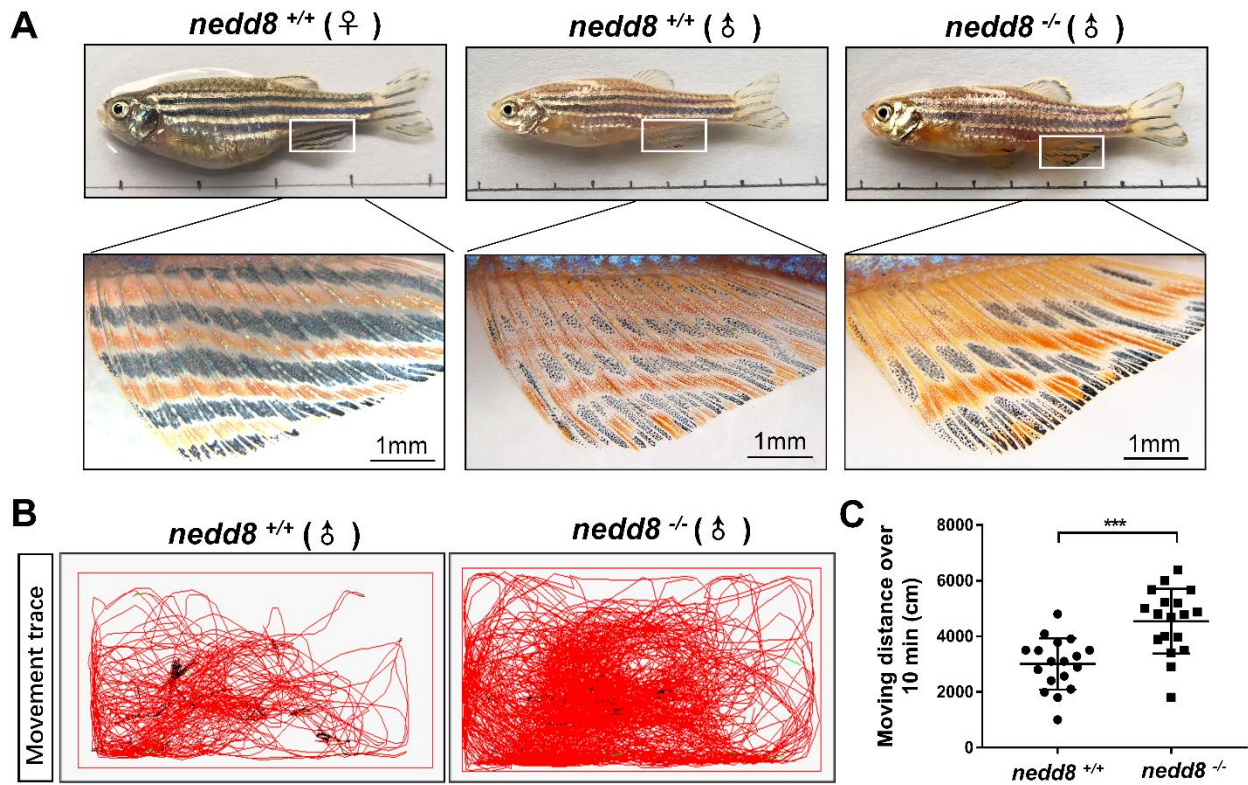 A
nedd8 +/+ (♀)
nedd8 +/+ (♂)
nedd8 -/- (♂)
1mm
1mm
1mm
B
nedd8 +/+ (♂)
nedd8 -/- (♂)
Movement trace
C
Moving distance over
10 min (cm)
8000
6000
4000
2000
0
***
nedd8 +/+
nedd8 -/-